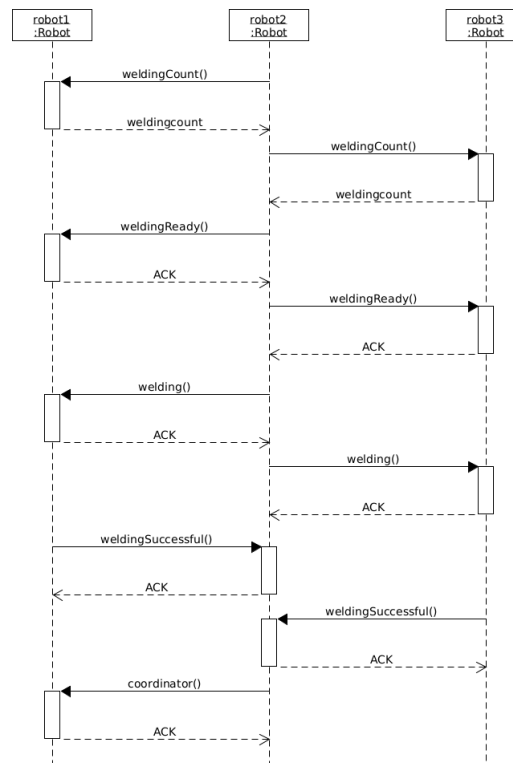 robot1
:Robot
robot2
:Robot
robot3
:Robot
weldingCount()
weldingcount
weldingCount()
weldingcount
weldingReady()
ACK
weldingReady()
ACK
welding()
ACK
welding()
ACK
weldingSuccessful()
ACK
weldingSuccessful()
ACK
coordinator()
ACK